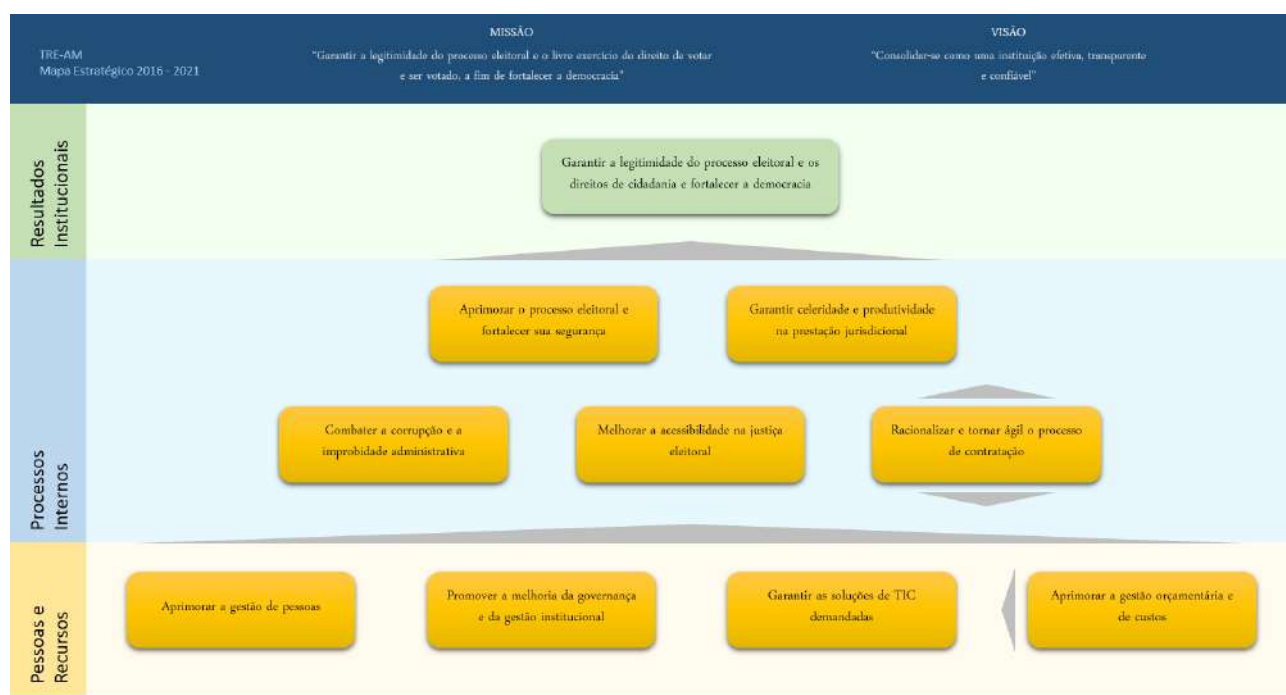 TRE-AM
Mapa Estratégico 2016 - 2021
MISSÃO
"Garantir a legitimidade do processo eleitoral e o livre exercício do direito de votar
e ser votado, a fim de fortalecer a democracia"
VISÃO
"Consolidar-se como uma instituição efetiva, transparente
e confiável"
Resultados
Institucionais
Garantir a legitimidade do processo eleitoral e os
direitos de cidadania e fortalecer a democracia
Processos
Internos
Aprimorar o processo eleitoral e
fortalecer sua segurança
Garantir celeridade e produtividade
na prestação jurisdicional
Combater a corrupção e a
improbidade administrativa
Melhorar a acessibilidade na justiça
eleitoral
Racionalizar e tornar ágil o processo
de contratação
Pessoas e
Recursos
Aprimorar a gestão de pessoas
Promover a melhoria da governança
e da gestão institucional
Garantir as soluções de TIC
demandadas
Aprimorar a gestão orçamentária e
de custos